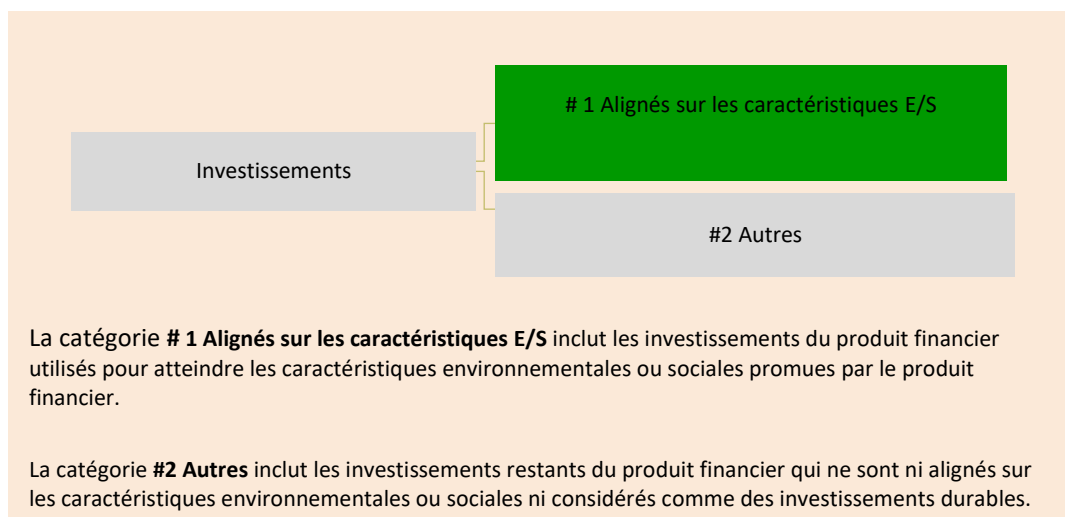 # 1 Alignés sur les caractéristiques E/S
Investissements
#2 Autres
La catégorie # 1 Alignés sur les caractéristiques E/S inclut les investissements du produit financier
utilisés pour atteindre les caractéristiques environnementales ou sociales promues par le produit
financier.
La catégorie #2 Autres inclut les investissements restants du produit financier qui ne sont ni alignés sur
les caractéristiques environnementales ou sociales ni considérés comme des investissements durables.